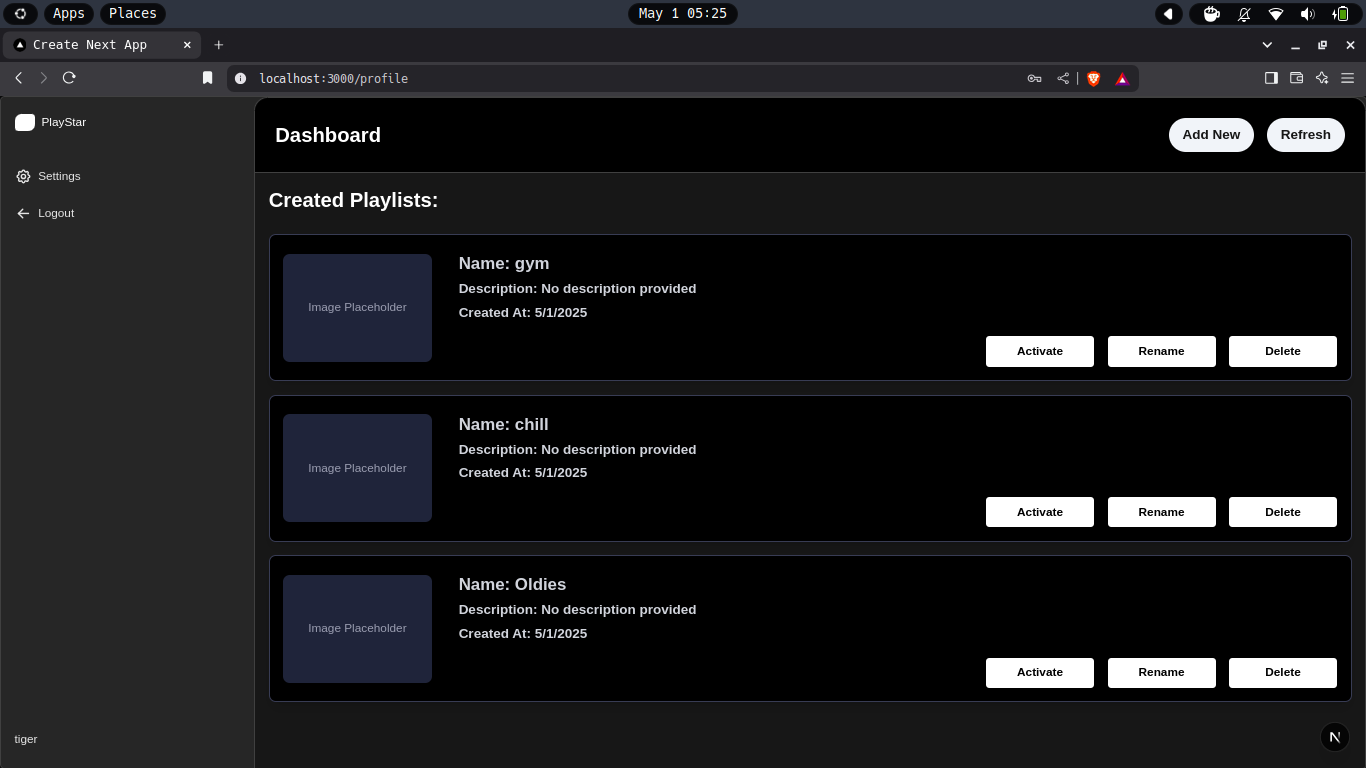 Apps Places May 1 05:25
Create Next App
localhost:3000/profile
PlayStar
Settings
Logout
tiger
Dashboard
Add New Refresh
Created Playlists:
Image Placeholder
Name: gym
Description: No description provided
Created At: 5/1/2025
Activate Rename Delete
Image Placeholder
Name: chill
Description: No description provided
Created At: 5/1/2025
Activate Rename Delete
Image Placeholder
Name: Oldies
Description: No description provided
Created At: 5/1/2025
Activate Rename Delete
N